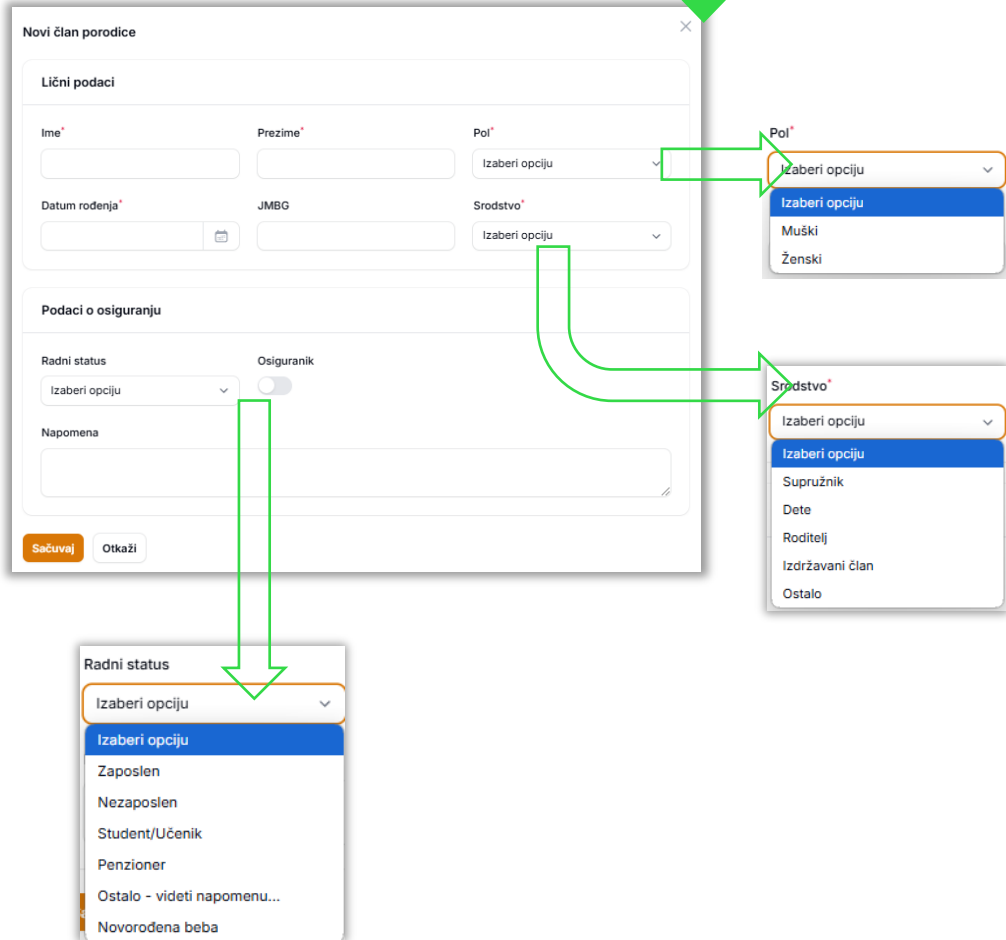 Novi član porodice
Lični podaci
Ime*
Prezime*
Pol*
Izaberi opciju
Datum rođenja*
JMBG
Srodstvo*
Izaberi opciju
Podaci o osiguranju
Radni status
Osiguranik
Izaberi opciju
Napomena
Sačuvaj
Otkaži
Pol*
Izaberi opciju
Izaberi opciju
Muški
Ženski
Srodstvo*
Izaberi opciju
Izaberi opciju
Supružnik
Dete
Roditelj
Izdržavani član
Ostalo
Radni status
Izaberi opciju
Izaberi opciju
Zaposlen
Nezaposlen
Student/Učenik
Penzioner
Ostalo - videti napomenu...
Novorođena beba